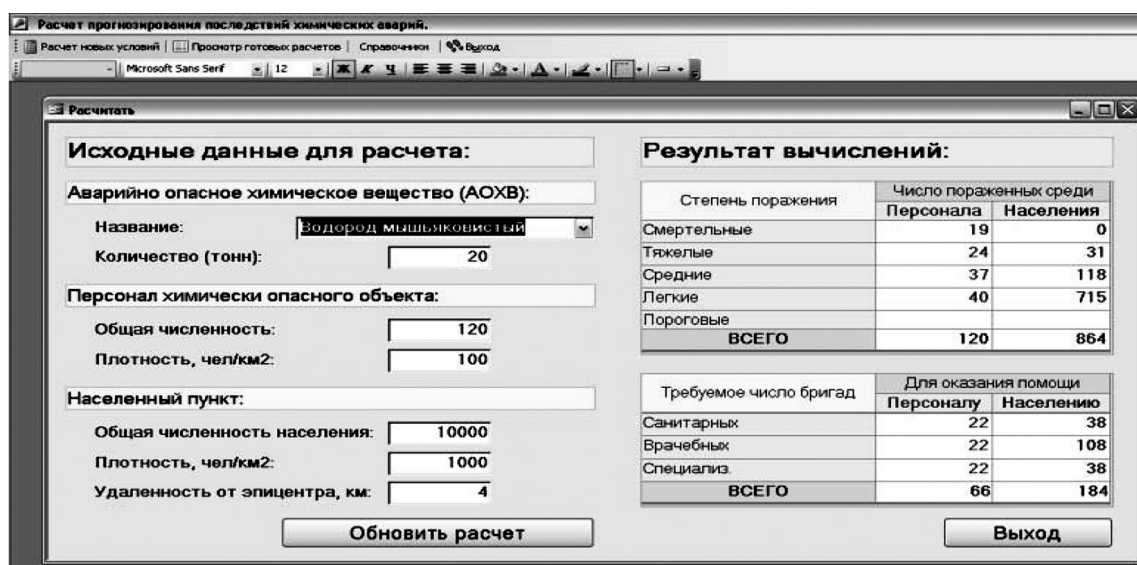 Расчет прогнозирования последствий химических аварий.
Расчет новых условий | Просмотр готовых расчетов | Справочники | Выход
Microsoft Sans Serif 12 Ж К Ч
Расчитать
Исходные данные для расчета:
Аварийно опасное химическое вещество (АОХВ):
Название: Водород мышьяковистый
Количество (тонн): 20
Персонал химически опасного объекта:
Общая численность: 120
Плотность, чел/км2: 100
Населенный пункт:
Общая численность населения: 10000
Плотность, чел/км2: 1000
Удаленность от эпицентра, км: 4
Обновить расчет
Результат вычислений:
Степень поражения Число пораженных среди
Персонала Населения
Смертельные 19 0
Тяжелые 24 31
Средние 37 118
Легкие 40 715
Пороговые
ВСЕГО 120 864
Требуемое число бригад Для оказания помощи
Персоналу Населению
Санитарных 22 38
Врачебных 22 108
Специализ. 22 38
ВСЕГО 66 184
Выход